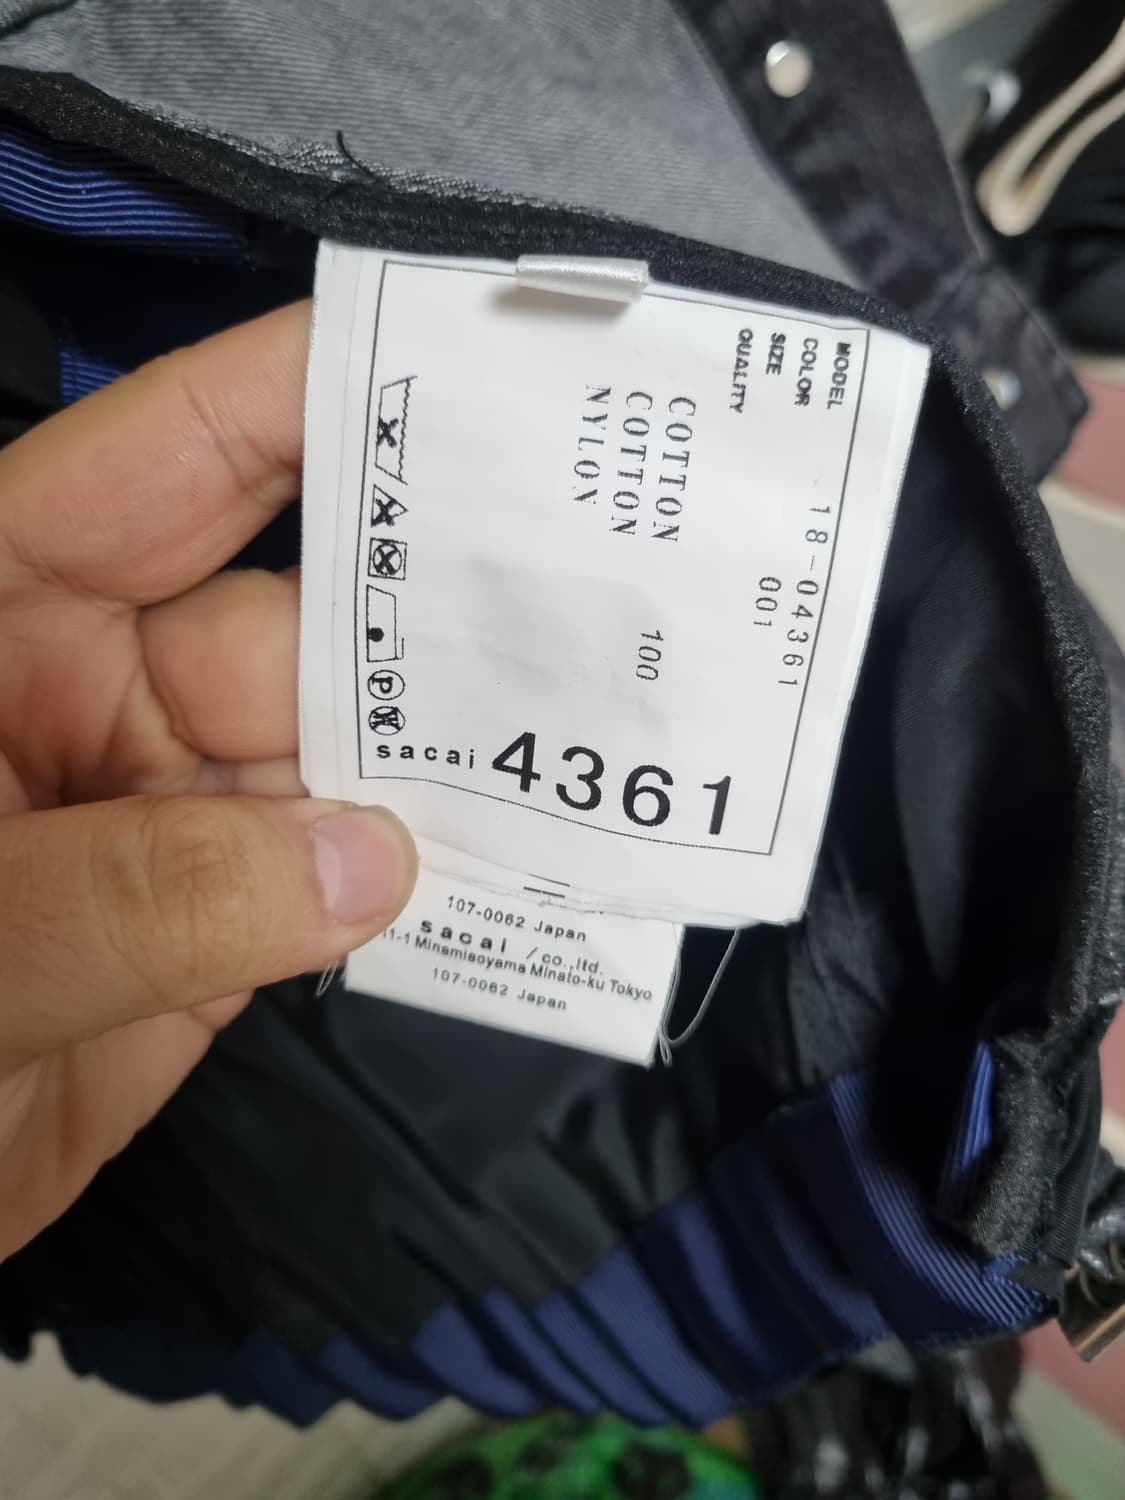 MODEL 18-04361
COLOR 001
SIZE
QUALITY
COTTON 100
COTTON
NYLON
P
sacai 4361
107-0062 Japan
sacai /co.,ltd.
11-1 Minamiaoyama Minato-ku Tokyo
107-0062 Japan